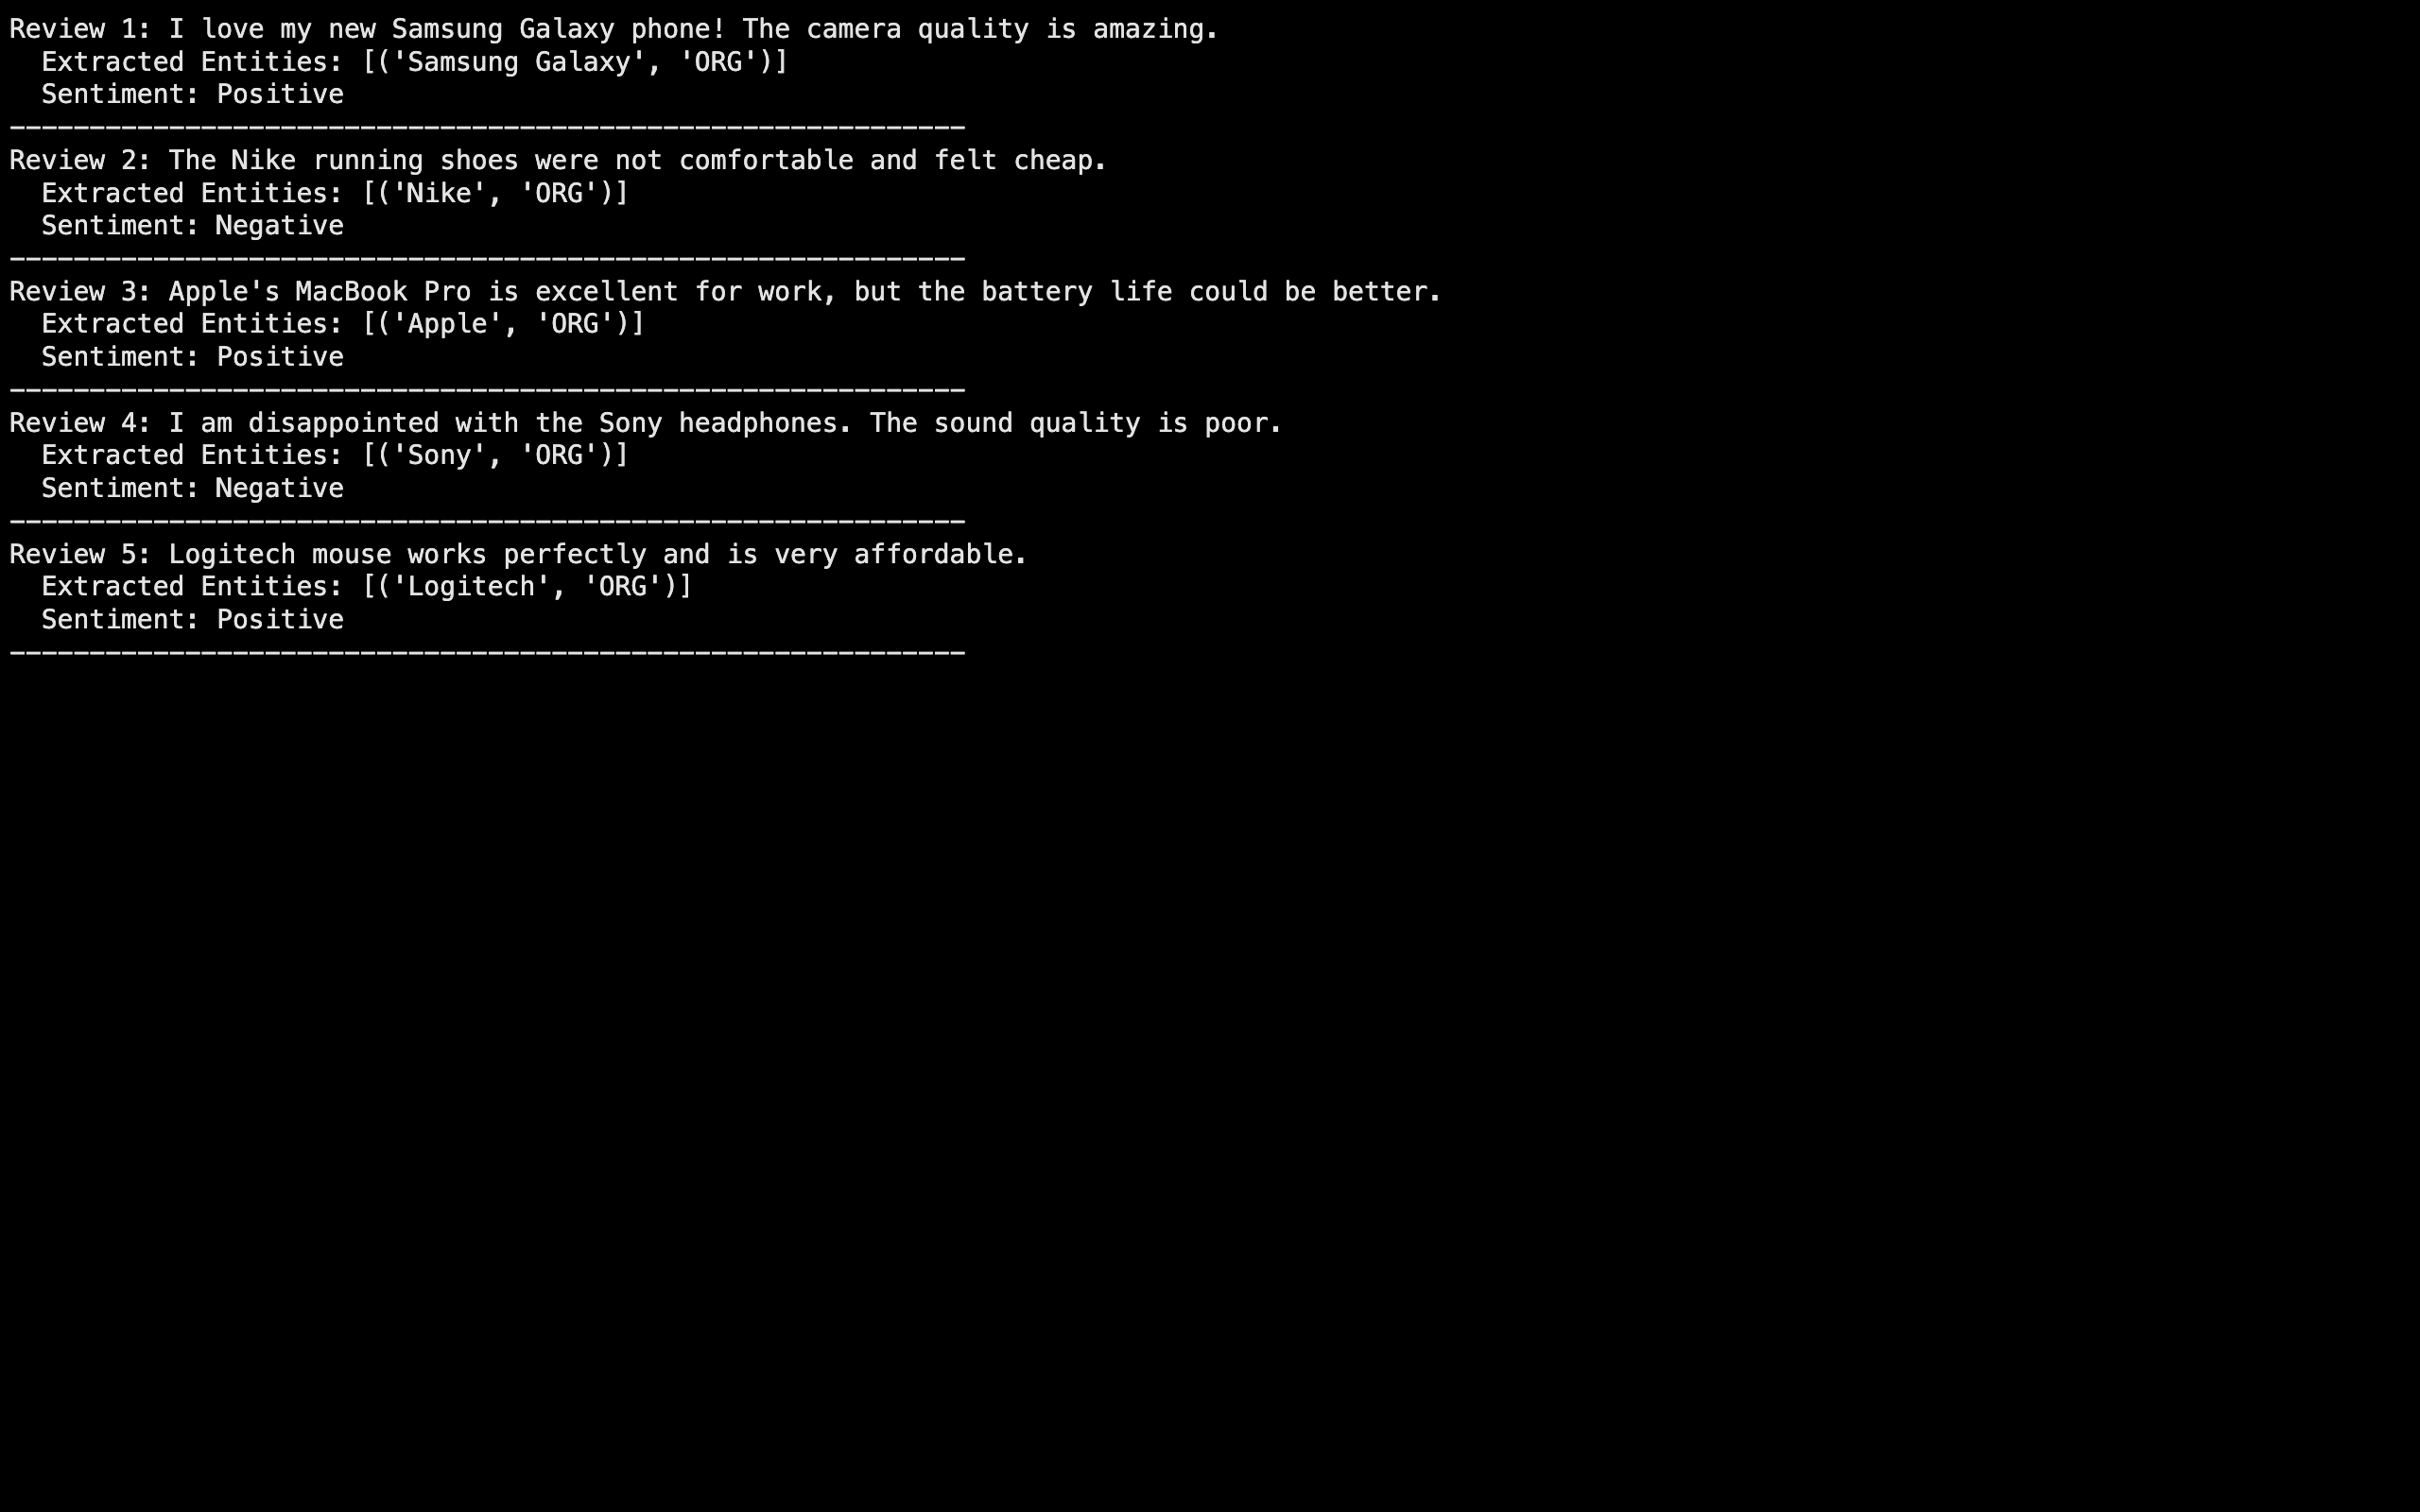 Review 1: I love my new Samsung Galaxy phone! The camera quality is amazing.
  Extracted Entities: [('Samsung Galaxy', 'ORG')]
  Sentiment: Positive
------------------------------------------------------------
Review 2: The Nike running shoes were not comfortable and felt cheap.
  Extracted Entities: [('Nike', 'ORG')]
  Sentiment: Negative
------------------------------------------------------------
Review 3: Apple's MacBook Pro is excellent for work, but the battery life could be better.
  Extracted Entities: [('Apple', 'ORG')]
  Sentiment: Positive
------------------------------------------------------------
Review 4: I am disappointed with the Sony headphones. The sound quality is poor.
  Extracted Entities: [('Sony', 'ORG')]
  Sentiment: Negative
------------------------------------------------------------
Review 5: Logitech mouse works perfectly and is very affordable.
  Extracted Entities: [('Logitech', 'ORG')]
  Sentiment: Positive
------------------------------------------------------------